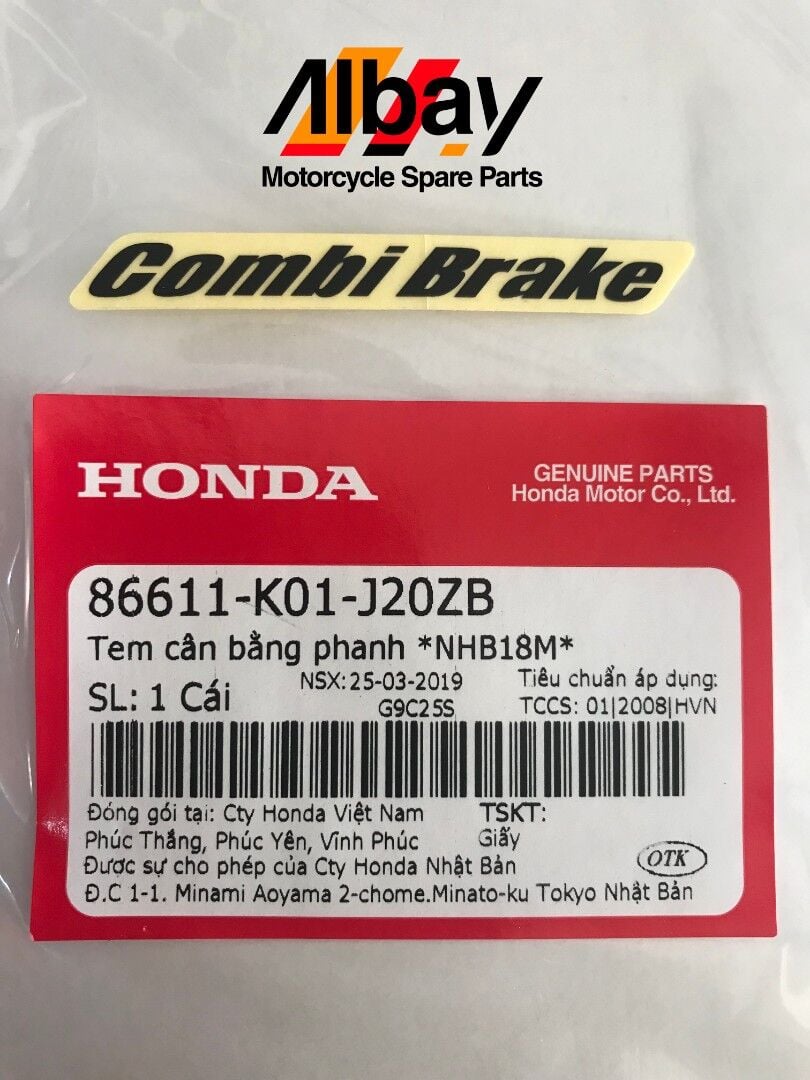 Albay
Motorcycle Spare Parts
Combi Brake
HONDA
GENUINE PARTS
Honda Motor Co., Ltd.
86611-K01-J20ZB
Tem cân bằng phanh *NHB18M*
SL: 1 Cái
NSX:25-03-2019
G9C25S
Tiêu chuẩn áp dụng:
TCCS: 01|2008|HVN
Đóng gói tại: Cty Honda Việt Nam
Phúc Thắng, Phúc Yên, Vĩnh Phúc
Được sự cho phép của Cty Honda Nhật Bản
Đ.C 1-1. Minami Aoyama 2-chome.Minato-ku Tokyo Nhật Bản
TSKT:
Giấy
OTK